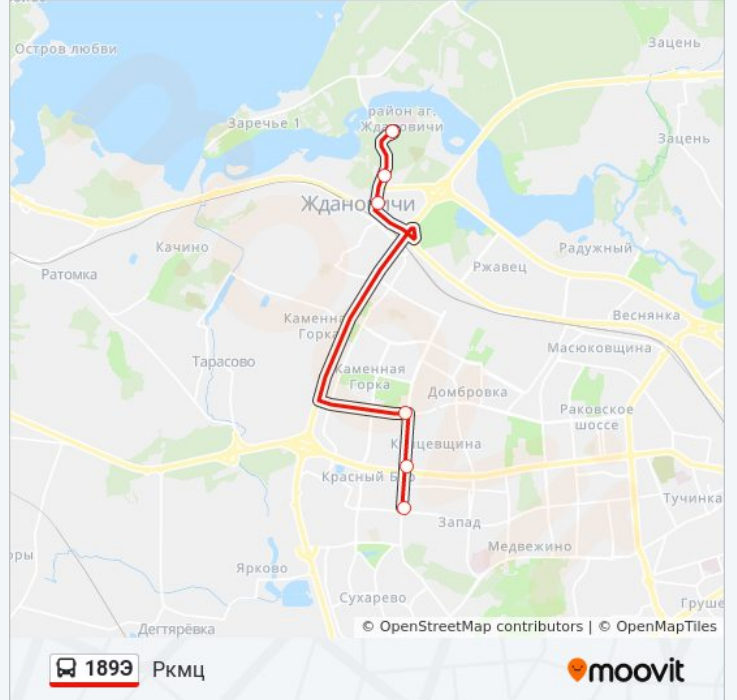 Остров любви
Зацень
район аг.
Ждановичи
Заречье 1
Зацень
Ждановичи
Качино
Радужный
Ратомка
Ржавец
Каменная
Горка
Веснянка
Масюковщина
Тарасово
Каменная
Горка
Домбровка
Раковское
шоссе
Кунцевщина
Красный Бор
Тучинка
Запад
Медвежино
оры
Ярково
Сухарево
Груше
Дегтярёвка
© OpenStreetMap contributors | © OpenMapTiles
189Э Ркмц
moovit